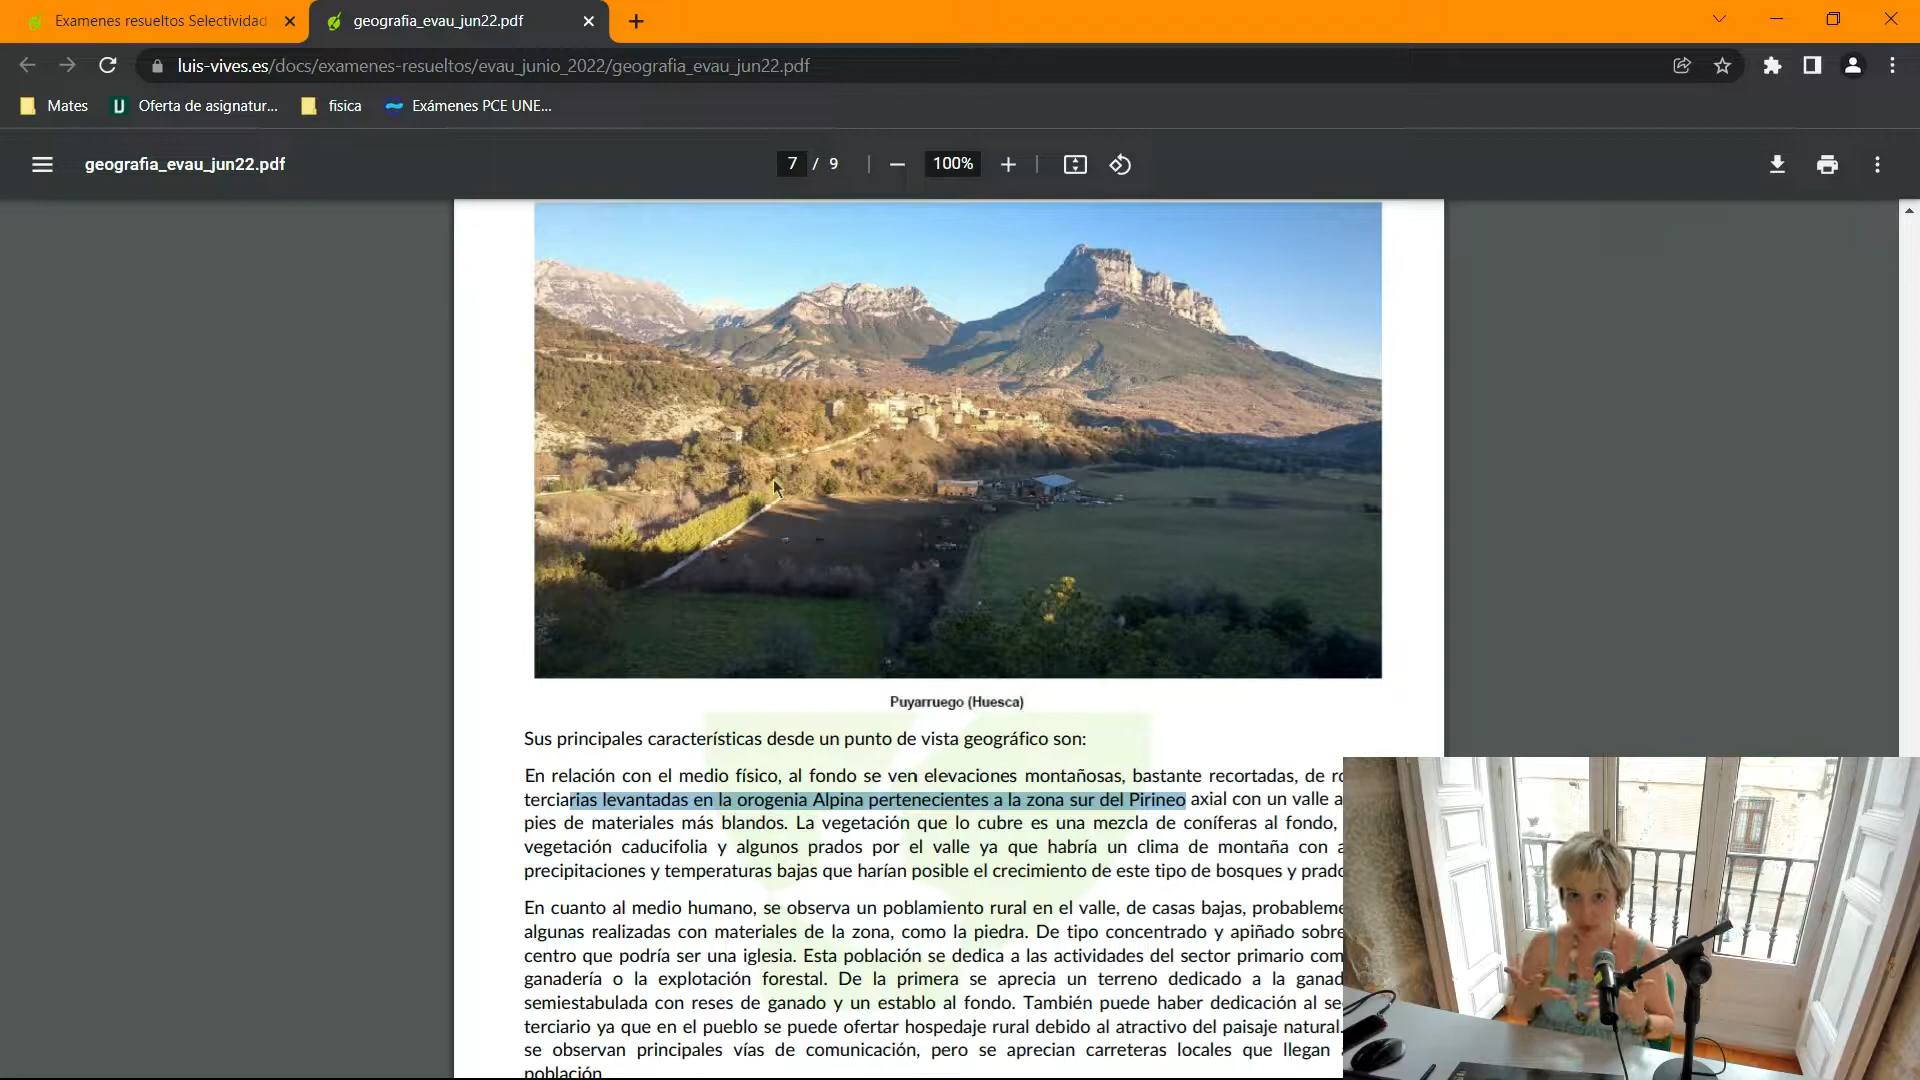 Examenes resueltos Selectividad
geografia_evau_jun22.pdf
luis-vives.es/docs/examenes-resueltos/evau_junio_2022/geografia_evau_jun22.pdf
Mates
U Oferta de asignatur...
fisica
Exámenes PCE UNE...
geografia_evau_jun22.pdf
7 / 9
100%
Puyarruego (Huesca)
Sus principales características desde un punto de vista geográfico son:
En relación con el medio físico, al fondo se ven elevaciones montañosas, bastante recortadas, de
terciarias levantadas en la orogenia Alpina pertenecientes a la zona sur del Pirineo axial con un valle a
pies de materiales más blandos. La vegetación que lo cubre es una mezcla de coníferas al fondo,
vegetación caducifolia y algunos prados por el valle ya que habría un clima de montaña con
precipitaciones y temperaturas bajas que harían posible el crecimiento de este tipo de bosques y
En cuanto al medio humano, se observa un poblamiento rural en el valle, de casas bajas,
algunas realizadas con materiales de la zona, como la piedra. De tipo concentrado y apiñado sobre
centro que podría ser una iglesia. Esta población se dedica a las actividades del sector primario
ganadería o la explotación forestal. De la primera se aprecia un terreno dedicado a la
semiestabulada con reses de ganado y un establo al fondo. También puede haber dedicación al
terciario ya que en el pueblo se puede ofertar hospedaje rural debido al atractivo del paisaje natural.
se observan principales vías de comunicación, pero se aprecian carreteras locales que llegan
población